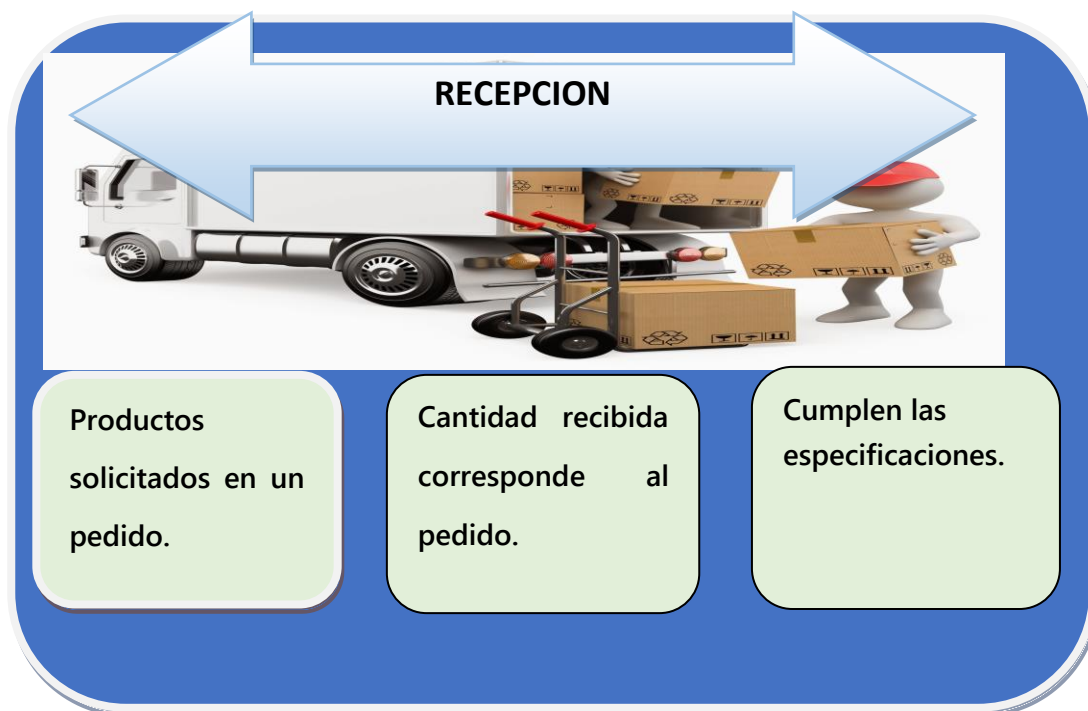 RECEPCION
Productos
solicitados en un
pedido.
Cantidad recibida
corresponde al
pedido.
Cumplen las
especificaciones.